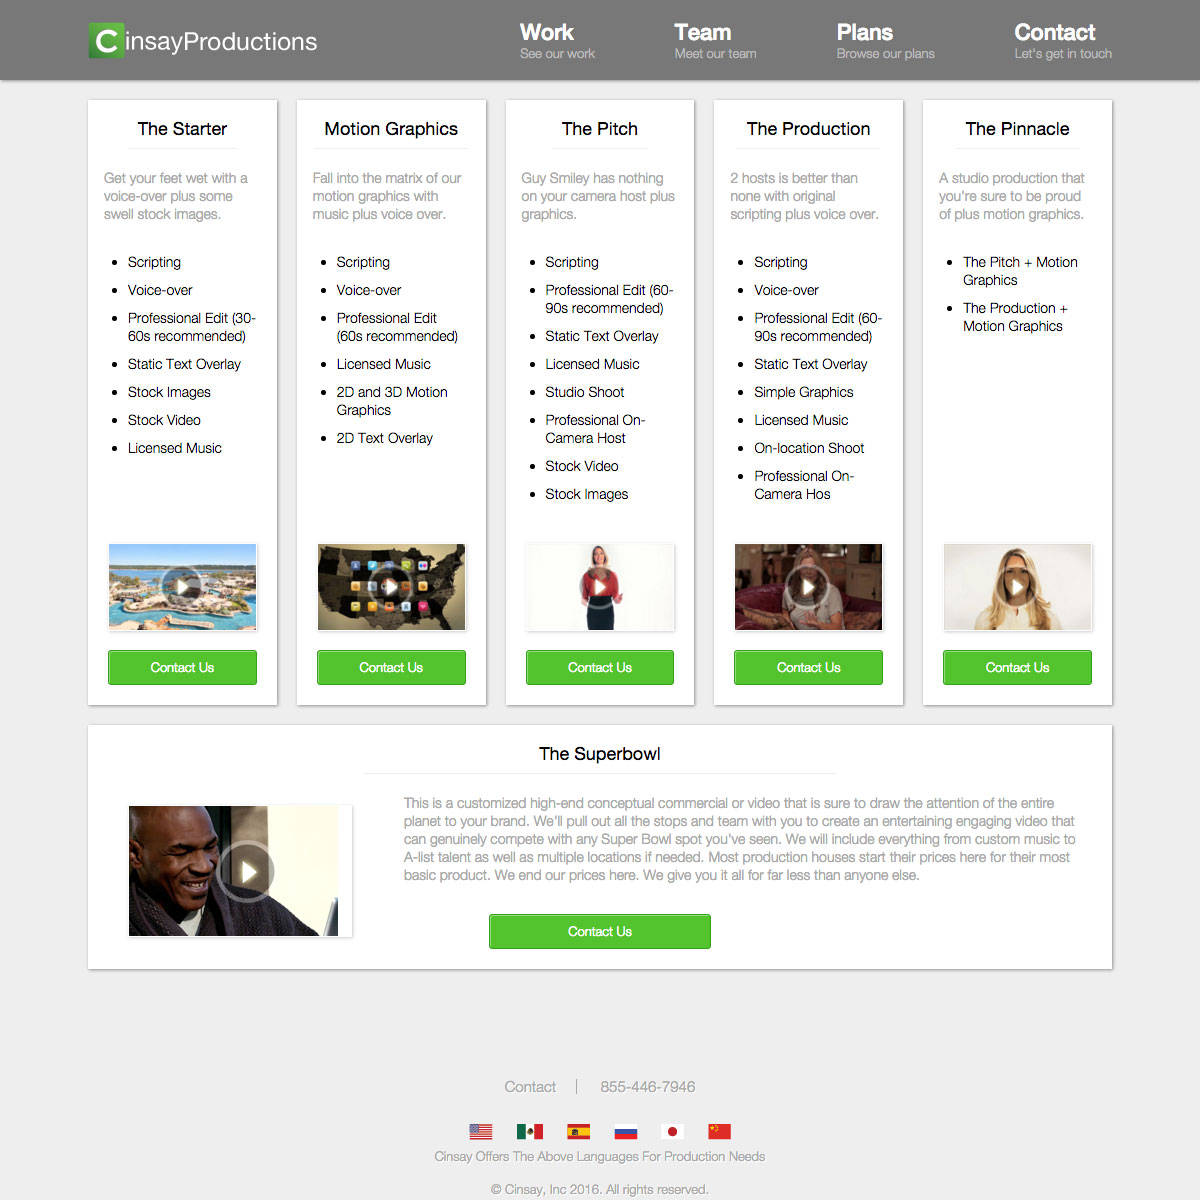 CinsayProductions
Work
See our work
Team
Meet our team
Plans
Browse our plans
Contact
Let's get in touch
The Starter
Get your feet wet with a
voice-over plus some
swell stock images.
Scripting
Voice-over
Professional Edit (30-
60s recommended)
Static Text Overlay
Stock Images
Stock Video
Licensed Music
Contact Us
Motion Graphics
Fall into the matrix of our
motion graphics with
music plus voice over.
Scripting
Voice-over
Professional Edit
(60s recommended)
Licensed Music
2D and 3D Motion
Graphics
2D Text Overlay
Contact Us
The Pitch
Guy Smiley has nothing
on your camera host plus
graphics.
Scripting
Professional Edit (60-
90s recommended)
Static Text Overlay
Licensed Music
Studio Shoot
Professional On-
Camera Host
Stock Video
Stock Images
Contact Us
The Production
2 hosts is better than
none with original
scripting plus voice over.
Scripting
Voice-over
Professional Edit (60-
90s recommended)
Static Text Overlay
Simple Graphics
Licensed Music
On-location Shoot
Professional On-
Camera Hos
Contact Us
The Pinnacle
A studio production that
you're sure to be proud
of plus motion graphics.
The Pitch + Motion
Graphics
The Production +
Motion Graphics
Contact Us
The Superbowl
This is a customized high-end conceptual commercial or video that is sure to draw the attention of the entire
planet to your brand. We'll pull out all the stops and team with you to create an entertaining engaging video that
can genuinely compete with any Super Bowl spot you've seen. We will include everything from custom music to
A-list talent as well as multiple locations if needed. Most production houses start their prices here for their most
basic product. We end our prices here. We give you it all for far less than anyone else.
Contact Us
Contact | 855-446-7946
Cinsay Offers The Above Languages For Production Needs
© Cinsay, Inc 2016. All rights reserved.